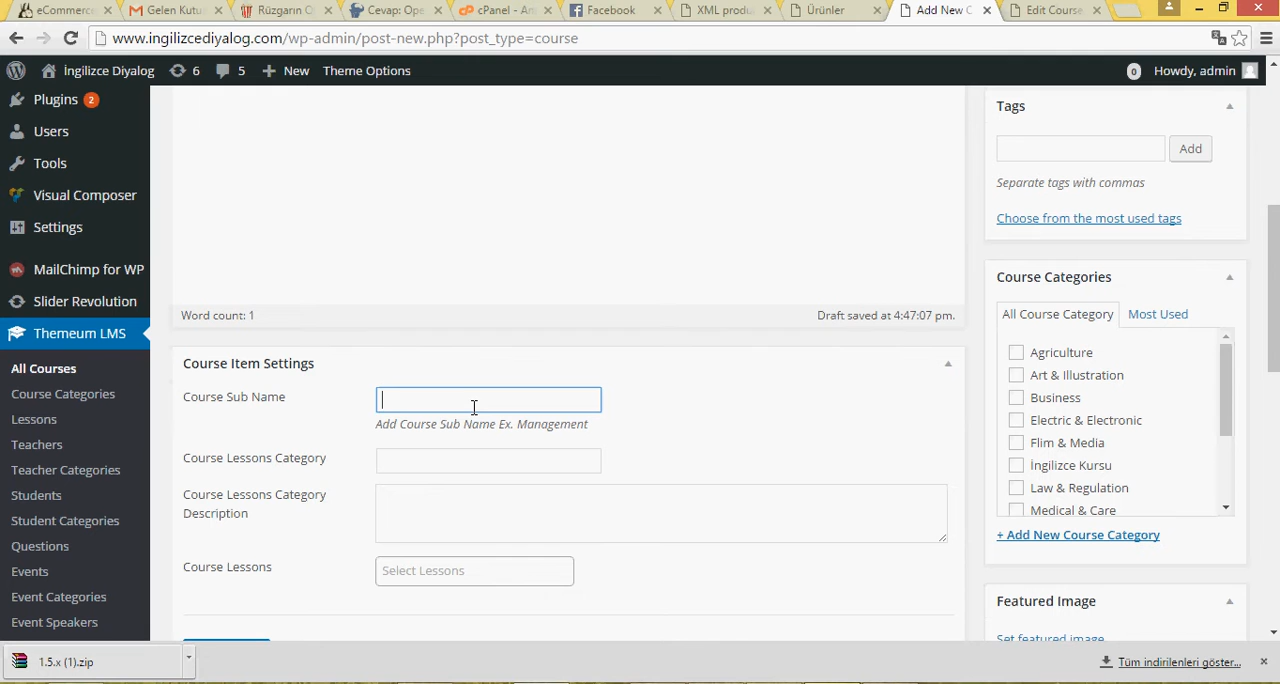 eCommerc
Gelen Kutu
Rüzgarın O
Cevap: Ope
cPanel - An
Facebook
XML produ
Ürünler
Add New C
Edit Course
www.ingilizcediyalog.com/wp-admin/post-new.php?post_type=course
İngilizce Diyalog
6
5
New
Theme Options
0
Howdy, admin
Plugins 2
Users
Tools
Visual Composer
Settings
MailChimp for WP
Slider Revolution
Themeum LMS
All Courses
Course Categories
Lessons
Teachers
Teacher Categories
Students
Student Categories
Questions
Events
Event Categories
Event Speakers
Word count: 1
Draft saved at 4:47:07 pm.
Course Item Settings
Course Sub Name
Add Course Sub Name Ex. Management
Course Lessons Category
Course Lessons Category
Description
Course Lessons
Select Lessons
Tags
Add
Separate tags with commas
Choose from the most used tags
Course Categories
All Course Category
Most Used
Agriculture
Art & Illustration
Business
Electric & Electronic
Flim & Media
İngilizce Kursu
Law & Regulation
Medical & Care
+ Add New Course Category
Featured Image
Set featured image
1.5.x (1).zip
Tüm indirilenleri göster...